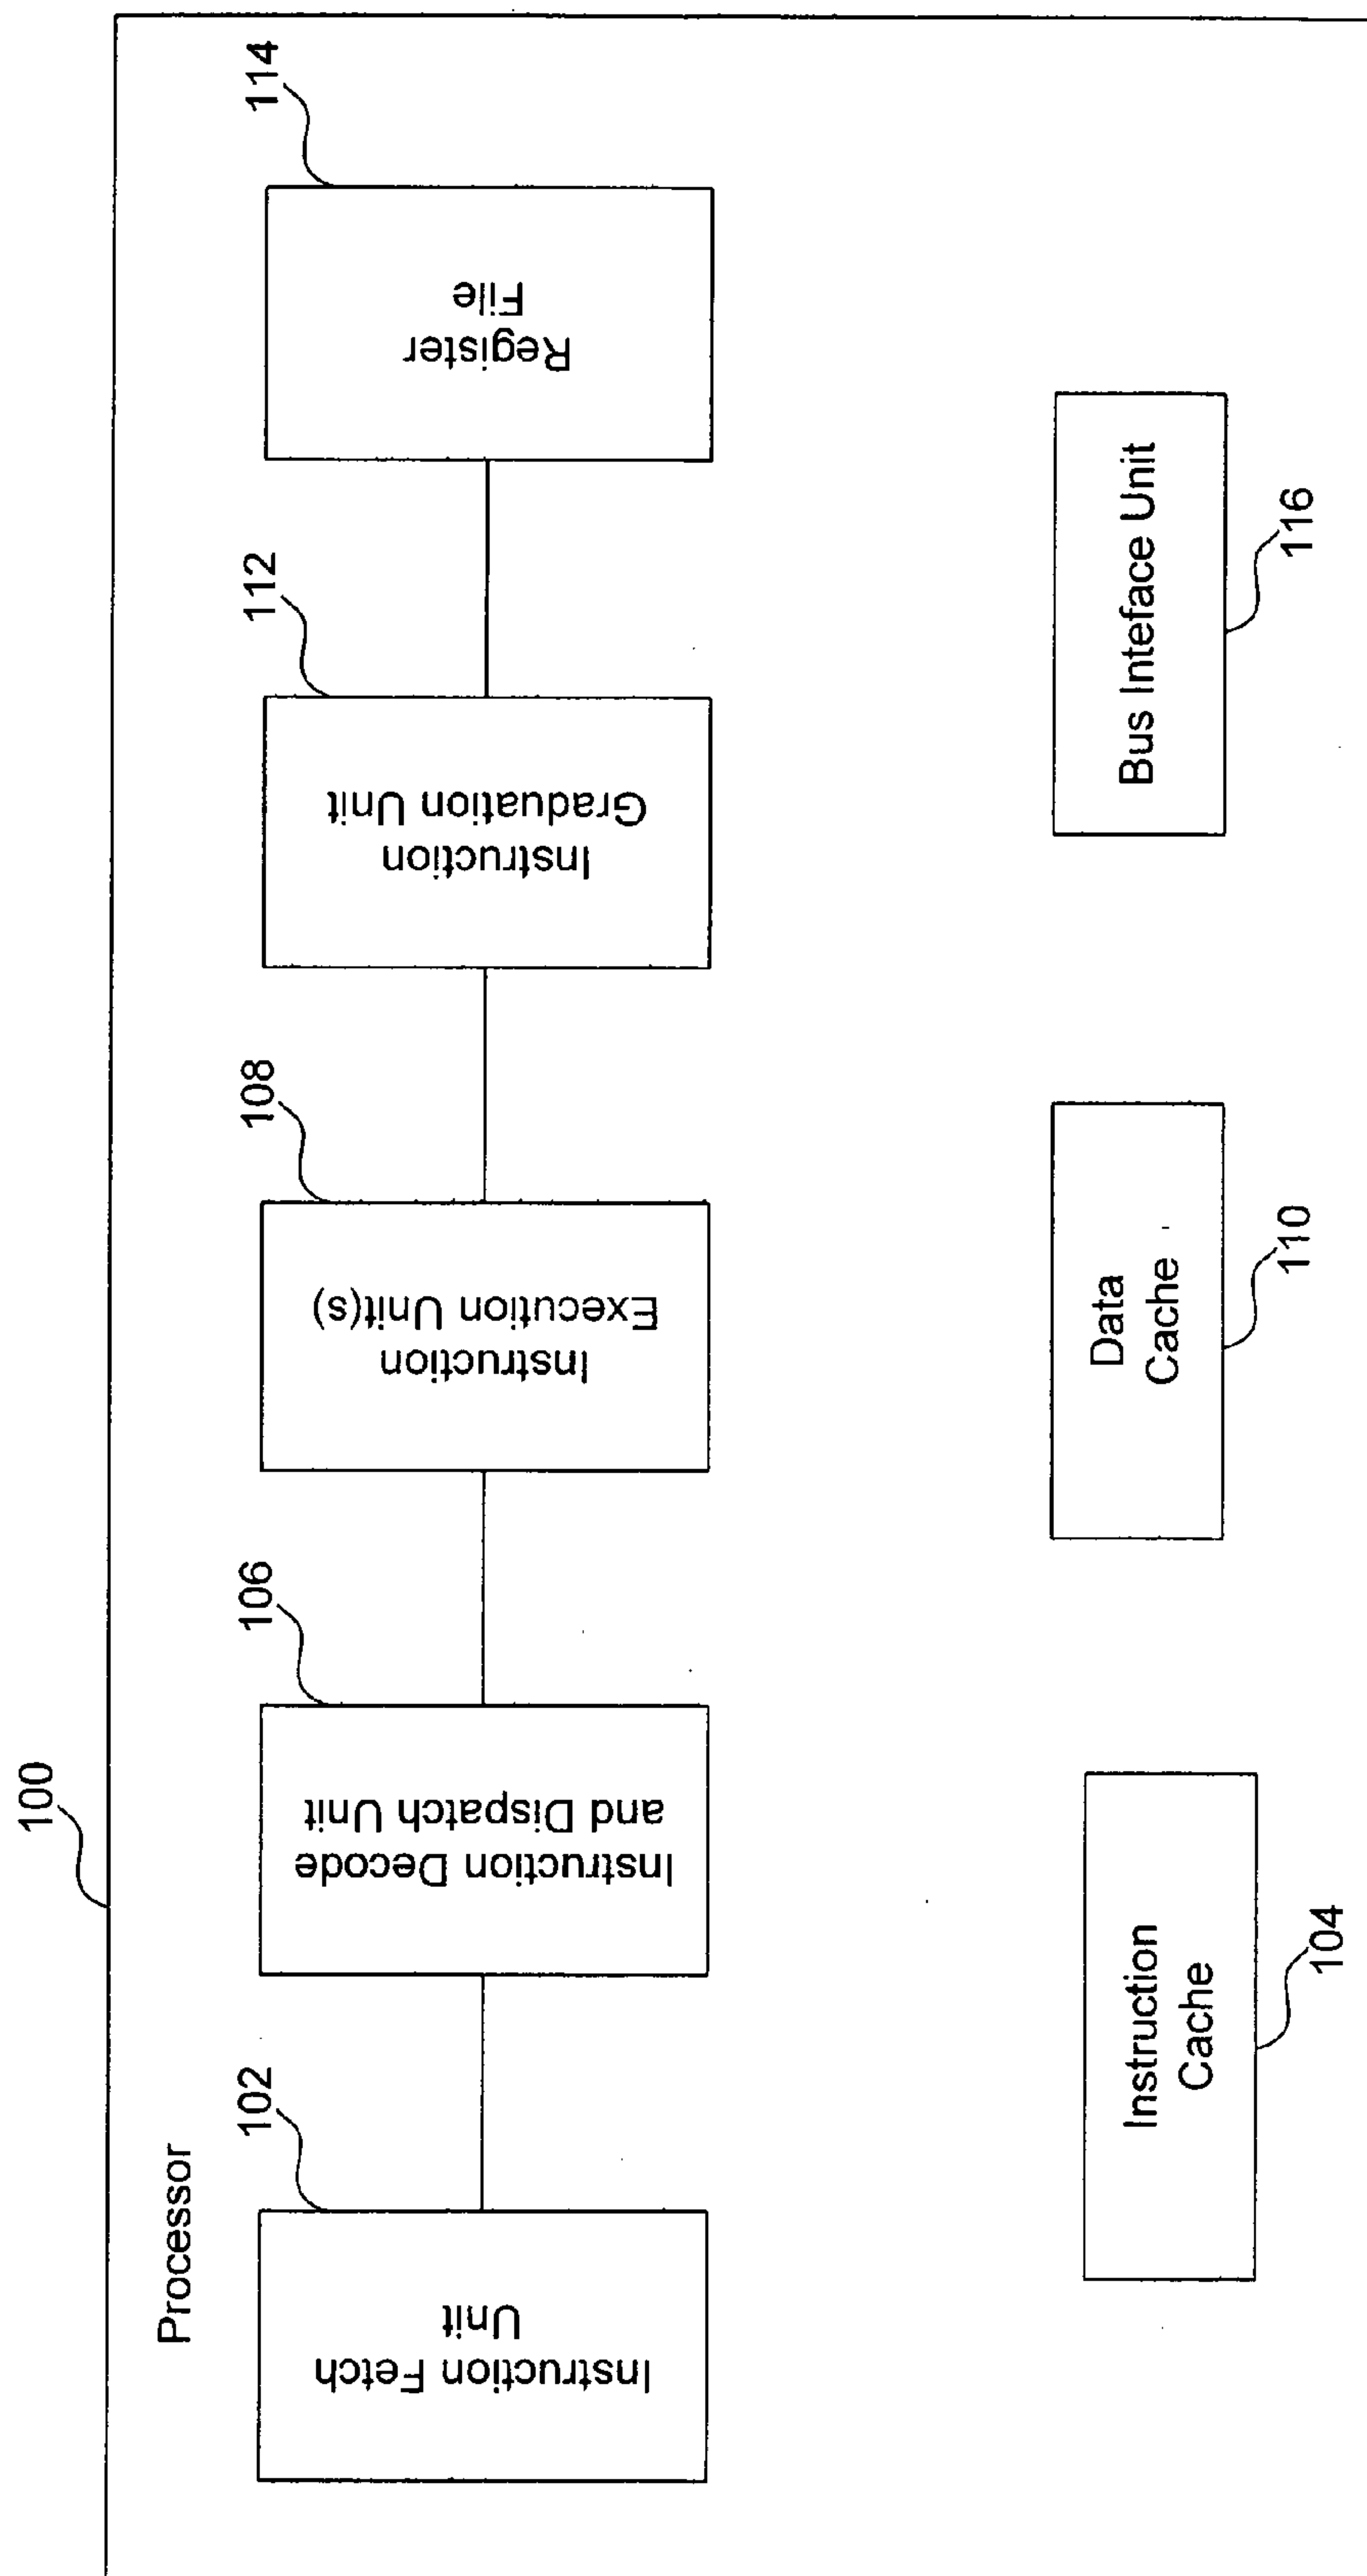 100
Processor
102
106
108
112
114
Instruction Fetch
Unit
Instruction Decode
and Dispatch Unit
Instruction
Execution Unit(s)
Instruction
Graduation Unit
Register
File
Instruction
Cache
104
Data
Cache
110
Bus Inteface Unit
116